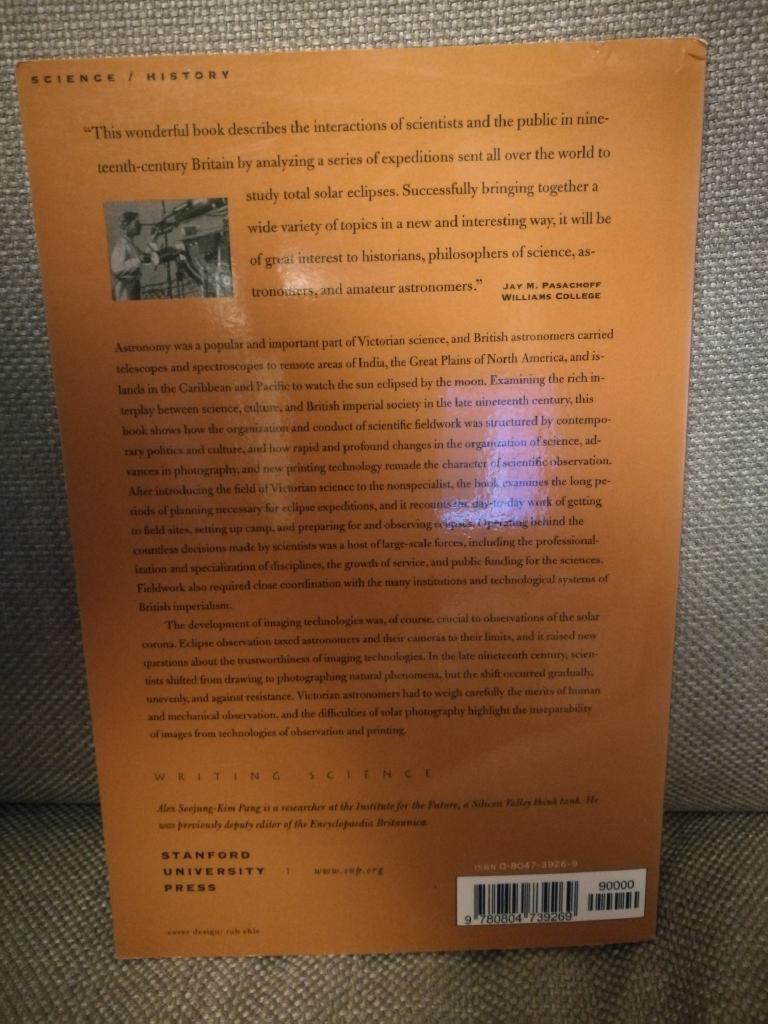 SCIENCE / HISTORY
“This wonderful book describes the interactions of scientists and the public in nine-
teenth-century Britain by analyzing a series of expeditions sent all over the world to
study total solar eclipses. Successfully bringing together a
wide variety of topics in a new and interesting way, it will be
of great interest to historians, philosophers of science, as-
tronomers, and amateur astronomers.”
JAY M. PASACHOFF
WILLIAMS COLLEGE
Astronomy was a popular and important part of Victorian science, and British astronomers carried
telescopes and spectroscopes to remote areas of India, the Great Plains of North America, and is-
lands in the Caribbean and Pacific to watch the sun eclipsed by the moon. Examining the rich in-
terplay between science, culture, and British imperial society in the late nineteenth century, this
book shows how the organization and conduct of scientific fieldwork was structured by contempo-
rary politics and culture, and how rapid and profound changes in the organization of science, ad-
vances in photography, and new printing technology remade the character of scientific observation.
After introducing the field of Victorian science to the nonspecialist, the book examines the long pe-
riods of planning necessary for eclipse expeditions, and it recounts the day-to-day work of getting
to field sites, setting up camp, and preparing for and observing eclipses. Operating behind the
countless decisions made by scientists was a host of large-scale forces, including the professional-
ization and specialization of disciplines, the growth of service, and public funding for the sciences.
Fieldwork also required close coordination with the many institutions and technological systems of
British imperialism.
The development of imaging technologies was, of course, crucial to observations of the solar
corona. Eclipse observation taxed astronomers and their cameras to their limits, and it raised new
questions about the trustworthiness of imaging technologies. In the late nineteenth century, scien-
tists shifted from drawing to photographing natural phenomena, but the shift occurred gradually,
unevenly, and against resistance. Victorian astronomers had to weigh carefully the merits of human
and mechanical observation, and the difficulties of solar photography highlight the inseparability
of images from technologies of observation and printing.
WRITING SCIENCE
Alex Soojung-Kim Pang is a researcher at the Institute for the Future, a Silicon Valley think tank. He
was previously deputy editor of the Encyclopaedia Britannica.
STANFORD
UNIVERSITY | www.sup.org
PRESS
ISBN 0-8047-3926-9
90000
9 780804 739269
cover design: rob ehle